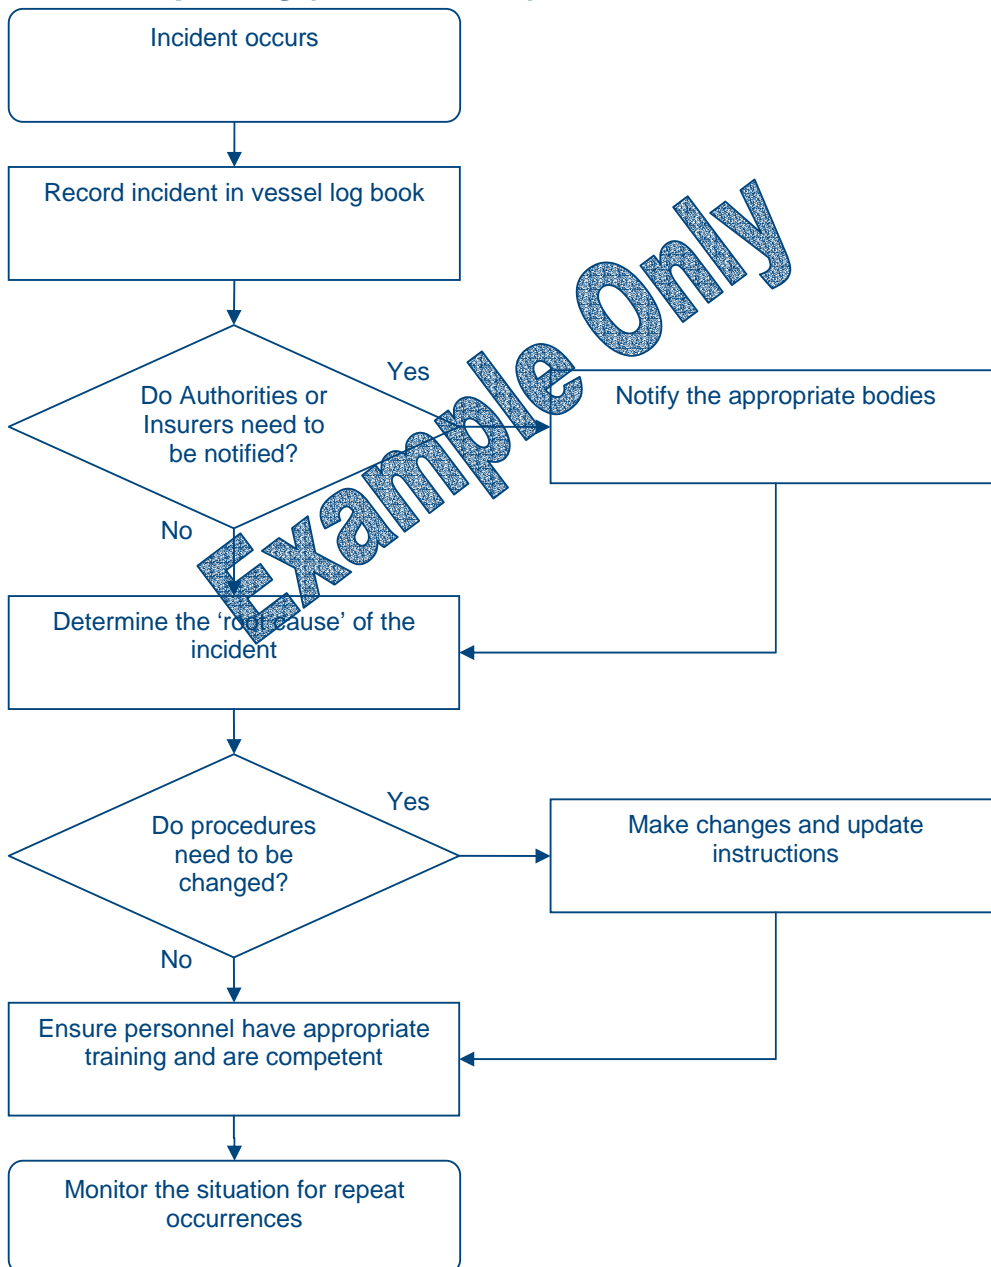 Incident occurs
Record incident in vessel log book
Do Authorities or
Insurers need to
be notified?
Yes
Notify the appropriate bodies
No
Determine the ‘root cause’ of the
incident
Do procedures
need to be
changed?
Yes
Make changes and update
instructions
No
Ensure personnel have appropriate
training and are competent
Monitor the situation for repeat
occurrences
Example Only